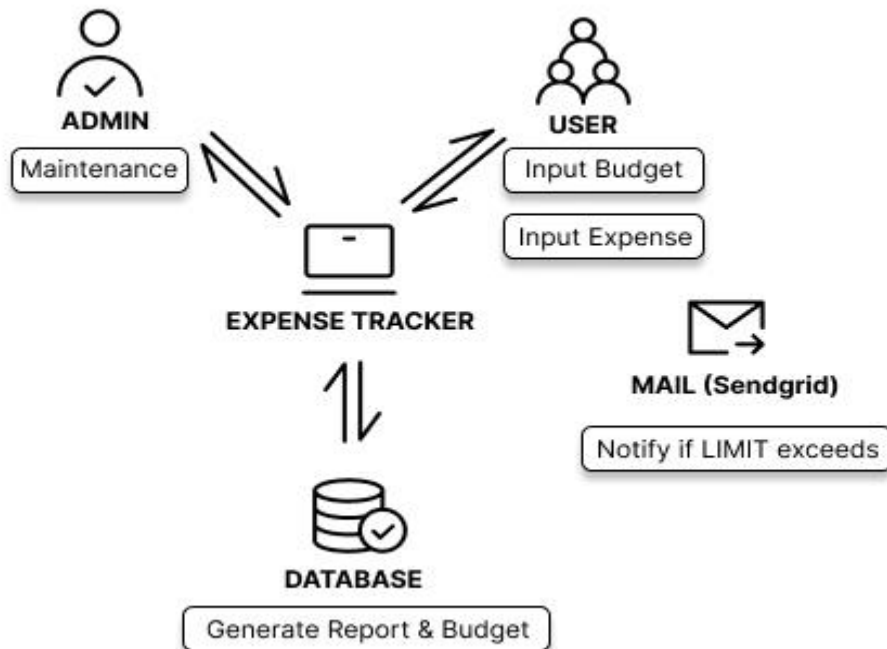 ADMIN
Maintenance
USER
Input Budget
Input Expense
EXPENSE TRACKER
MAIL (Sendgrid)
Notify if LIMIT exceeds
DATABASE
Generate Report & Budget